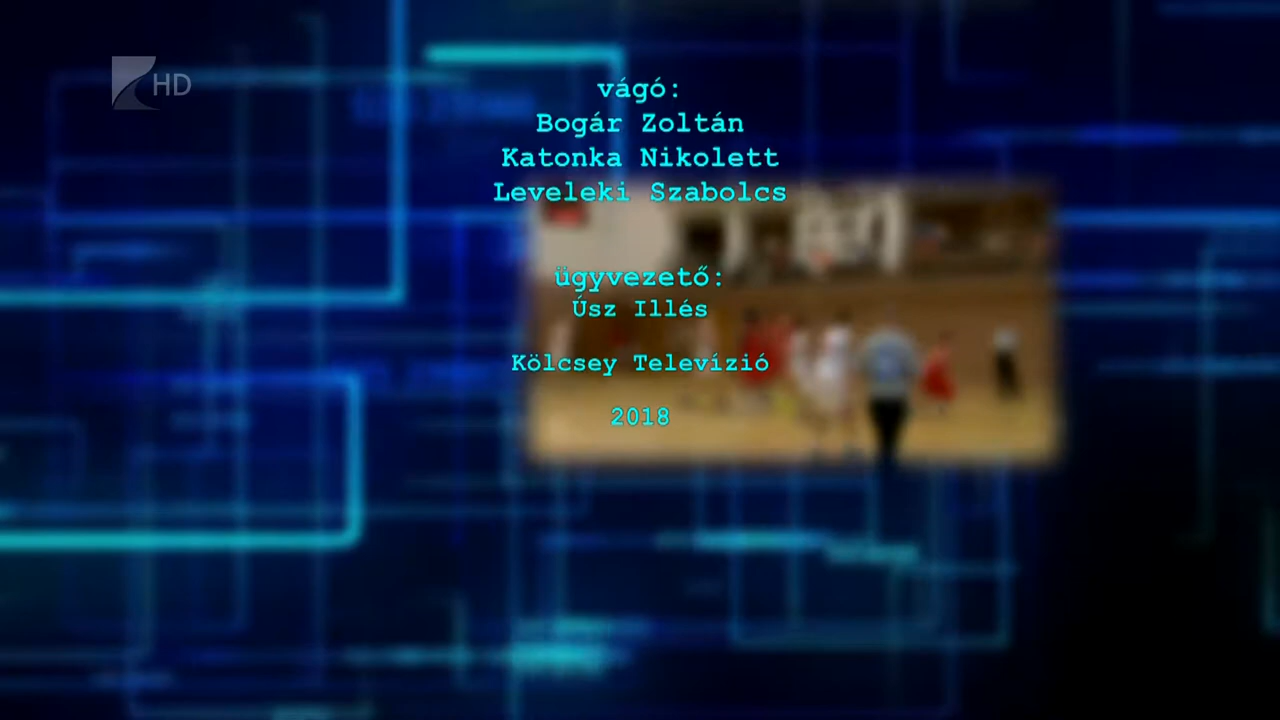 HD
vágó:
Bogár Zoltán
Katonka Nikolett
Leveleki Szabolcs
ügyvezető:
Úsz Illés
Kölcsey Televízió
2018